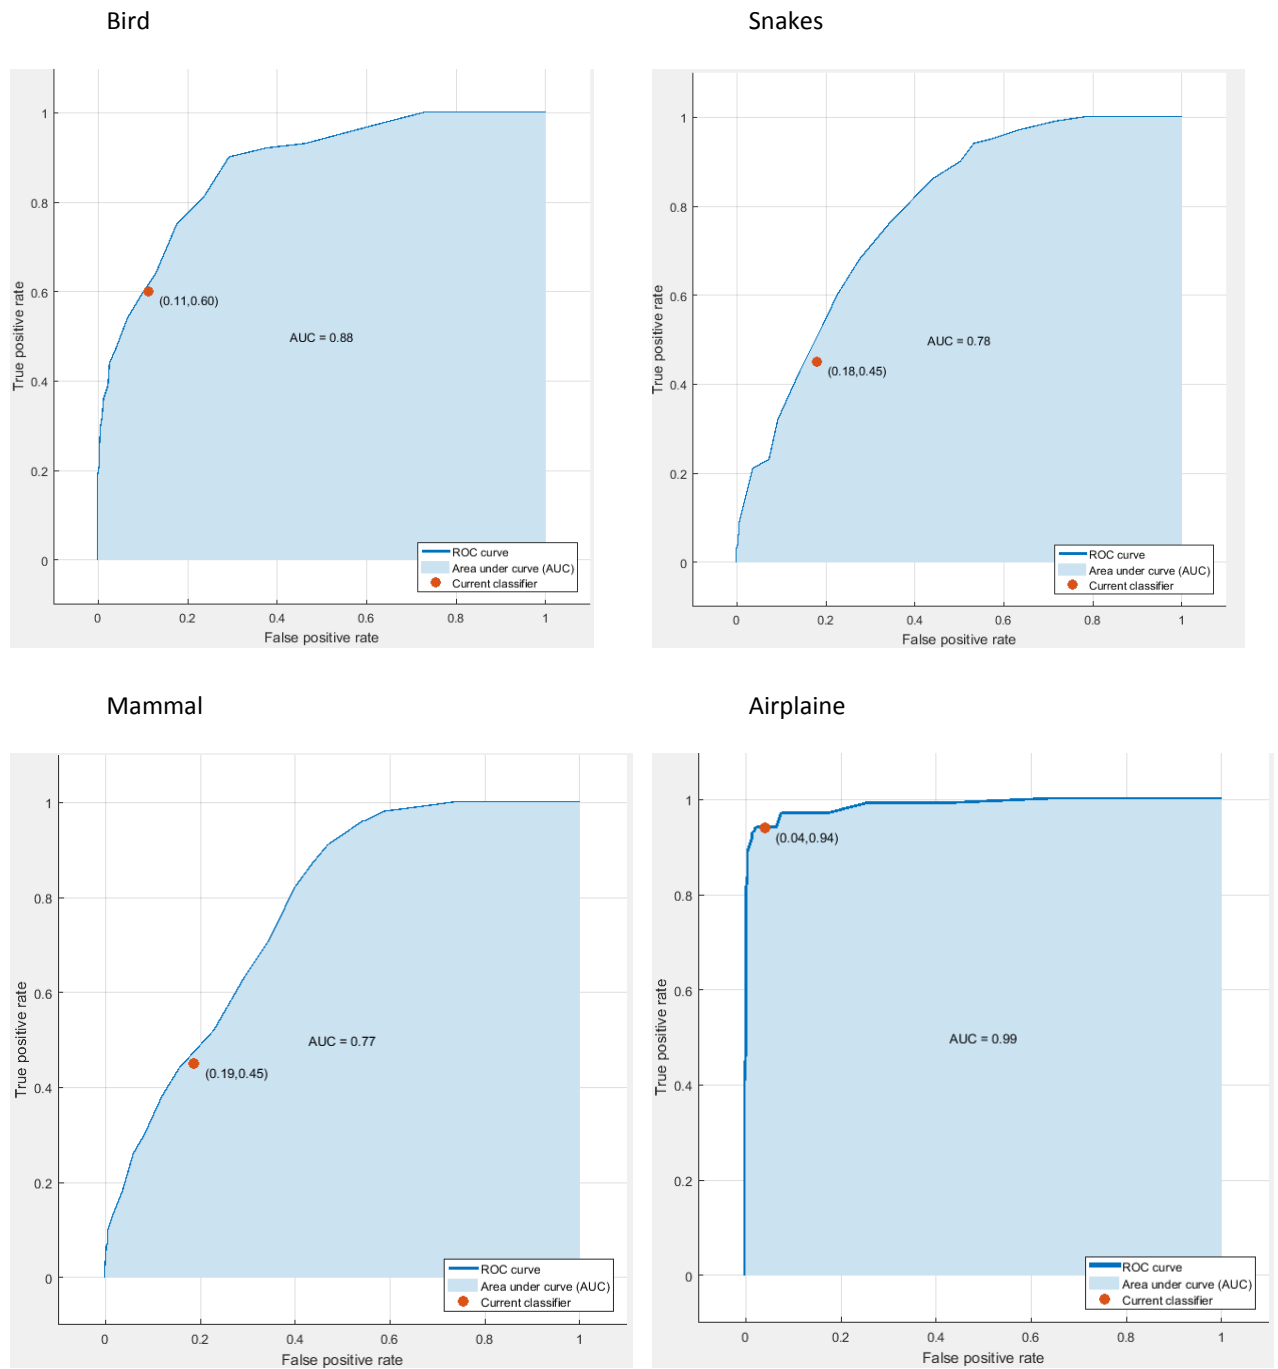 Bird
1
0.8
0.6
0.4
0.2
0
True positive rate
(0.11,0.60)
AUC = 0.88
ROC curve
Area under curve (AUC)
Current classifier
0 0.2 0.4 0.6 0.8 1
False positive rate
Snakes
1
0.8
0.6
0.4
0.2
0
True positive rate
AUC = 0.78
(0.18,0.45)
ROC curve
Area under curve (AUC)
Current classifier
0 0.2 0.4 0.6 0.8 1
False positive rate
Mammal
1
0.8
0.6
0.4
0.2
0
True positive rate
AUC = 0.77
(0.19,0.45)
ROC curve
Area under curve (AUC)
Current classifier
0 0.2 0.4 0.6 0.8 1
False positive rate
Airplaine
1
0.8
0.6
0.4
0.2
0
True positive rate
(0.04,0.94)
AUC = 0.99
ROC curve
Area under curve (AUC)
Current classifier
0 0.2 0.4 0.6 0.8 1
False positive rate